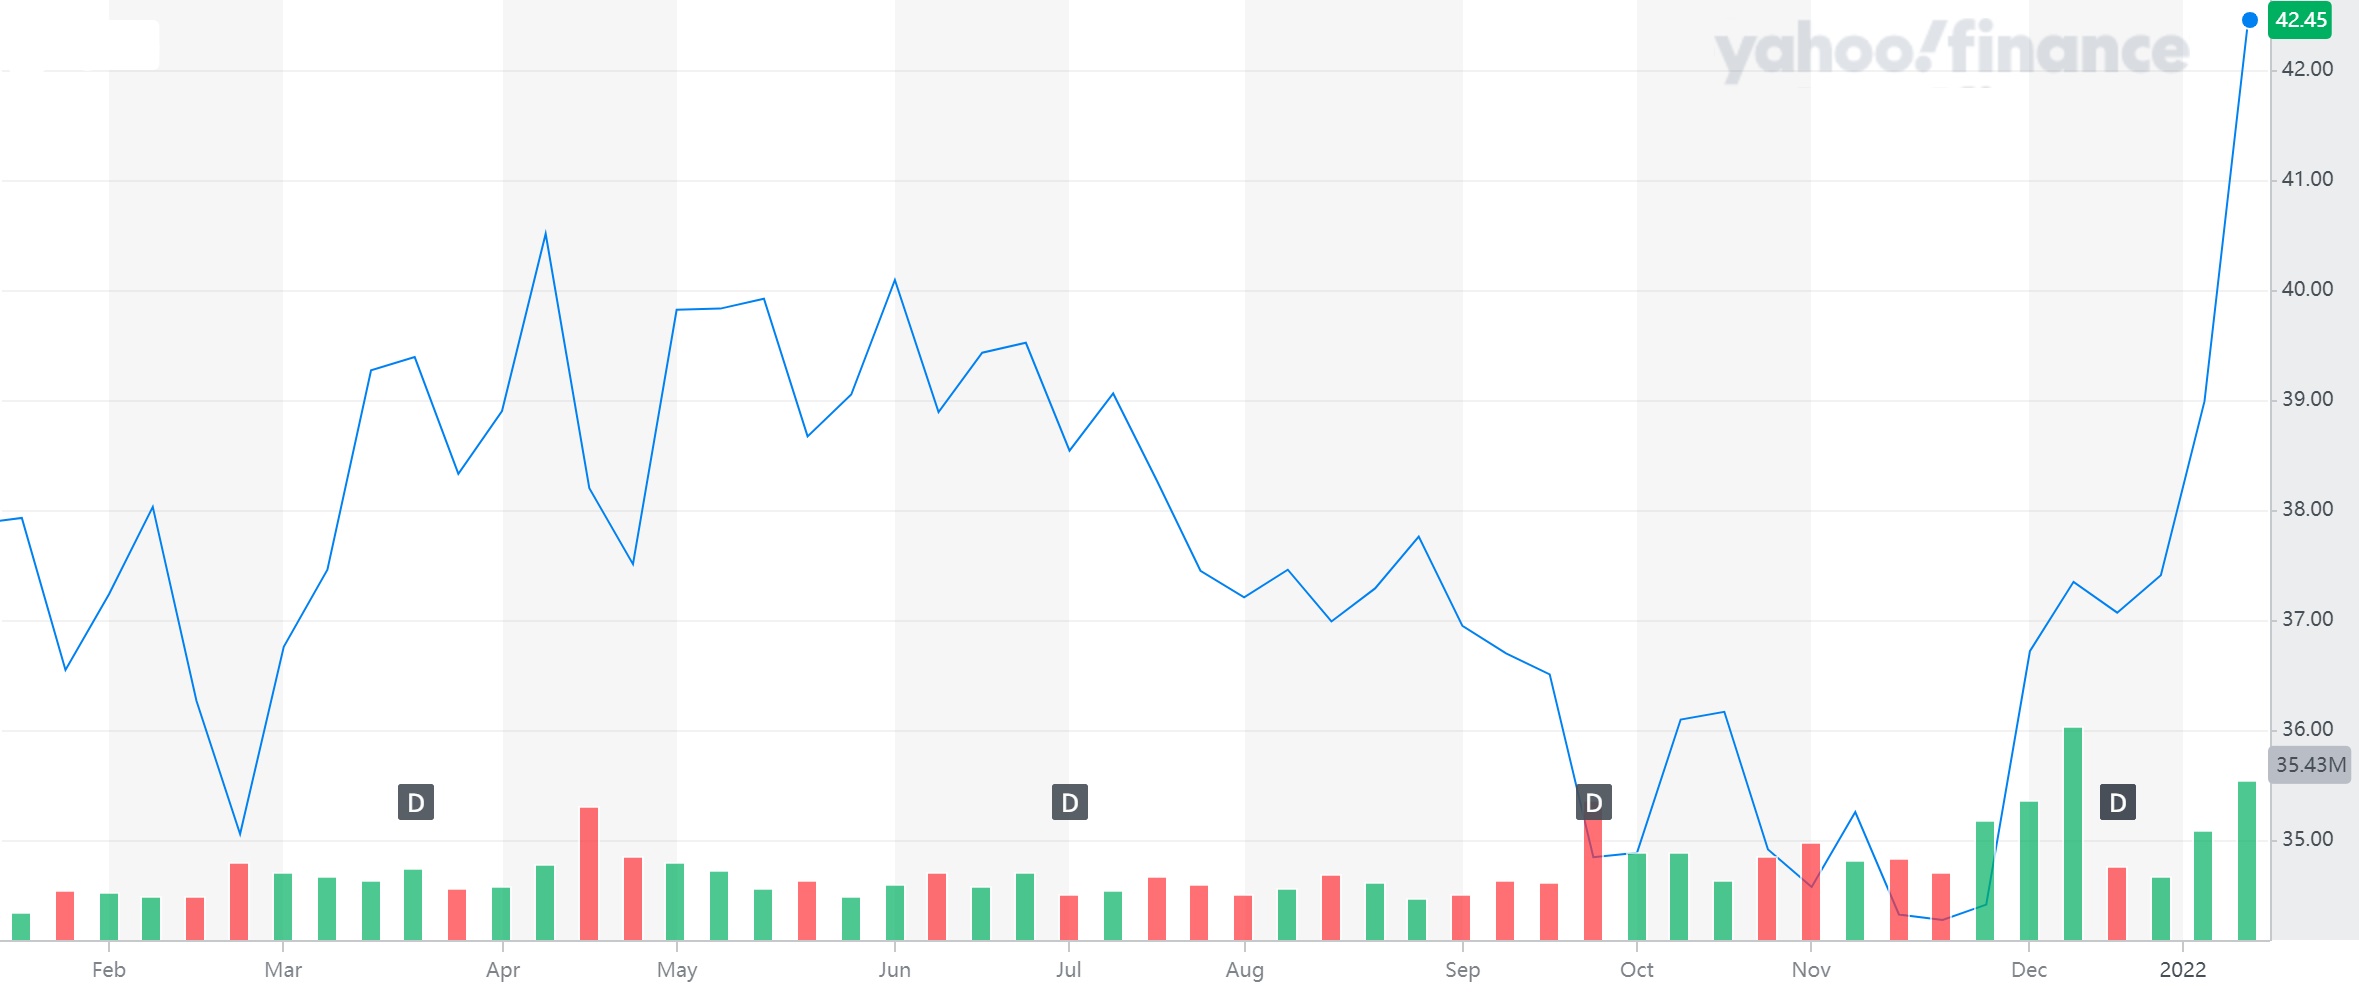 yahoo!finance
42.45
42.00
41.00
40.00
39.00
38.00
37.00
36.00
35.43M
35.00
D D D D
Feb Mar Apr May Jun Jul Aug Sep Oct Nov Dec 2022